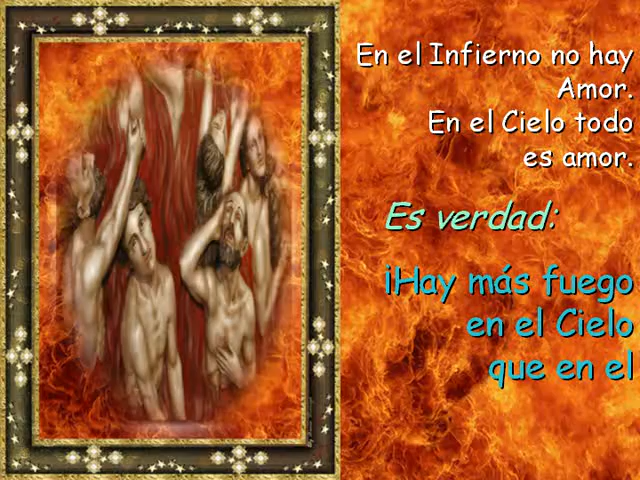 En el Infierno no hay
Amor.
En el Cielo todo
es amor.
Es verdad:
¡Hay más fuego
en el Cielo
que en el